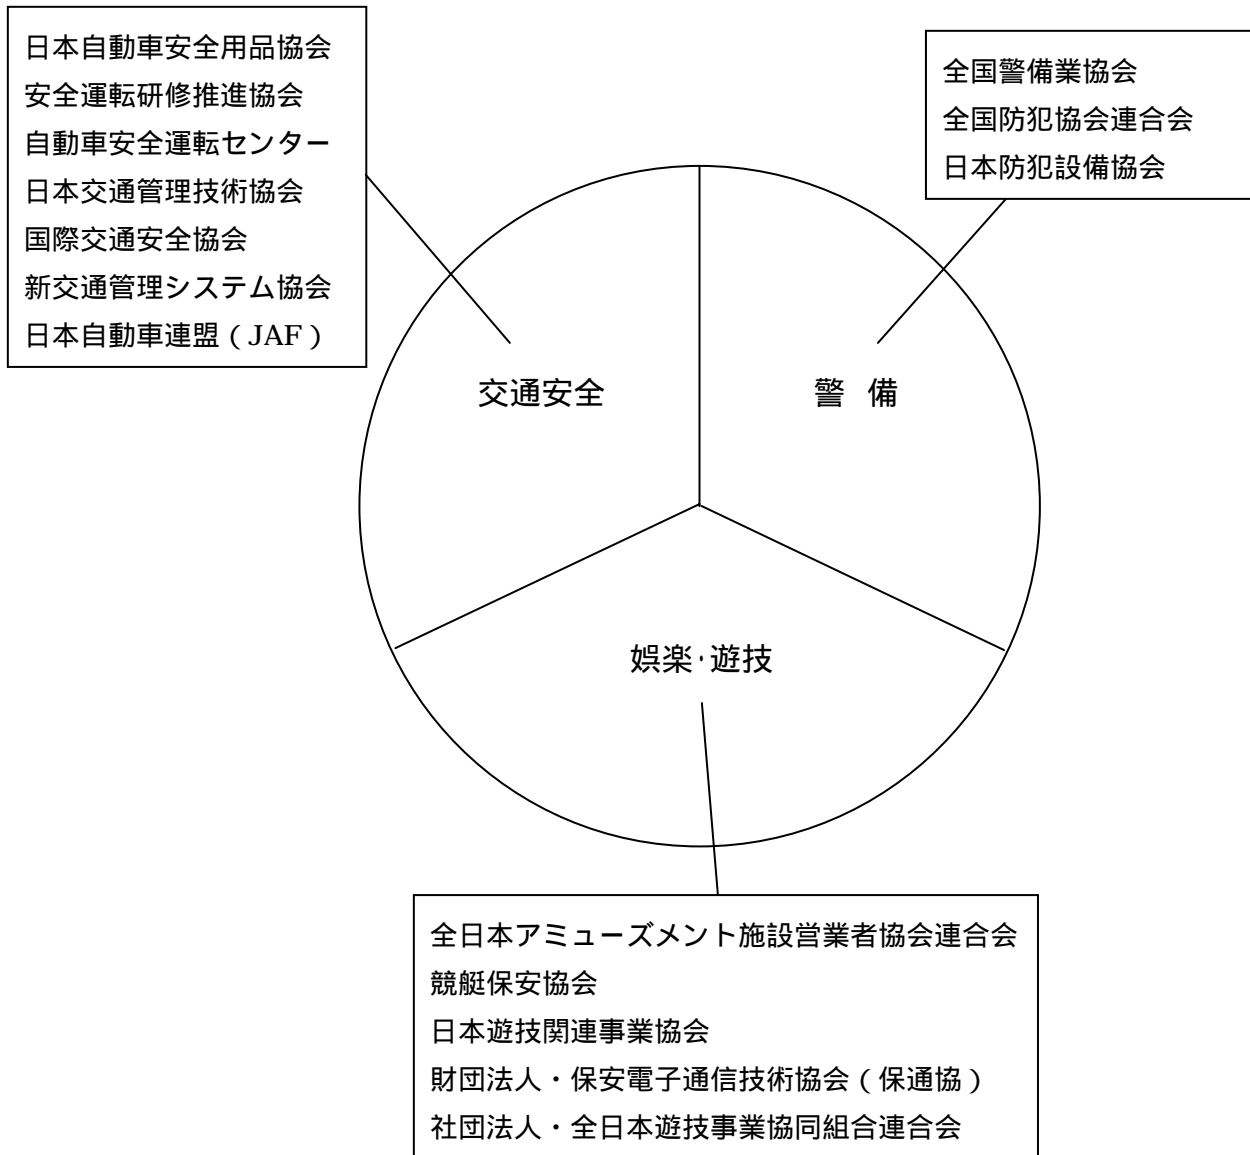 日本自動車安全用品協会
安全運転研修推進協会
自動車安全運転センター
日本交通管理技術協会
国際交通安全協会
新交通管理システム協会
日本自動車連盟（JAF）
全国警備業協会
全国防犯協会連合会
日本防犯設備協会
交通安全
警 備
娯楽・遊技
全日本アミューズメント施設営業者協会連合会
競艇保安協会
日本遊技関連事業協会
財団法人・保安電子通信技術協会（保通協）
社団法人・全日本遊技事業協同組合連合会